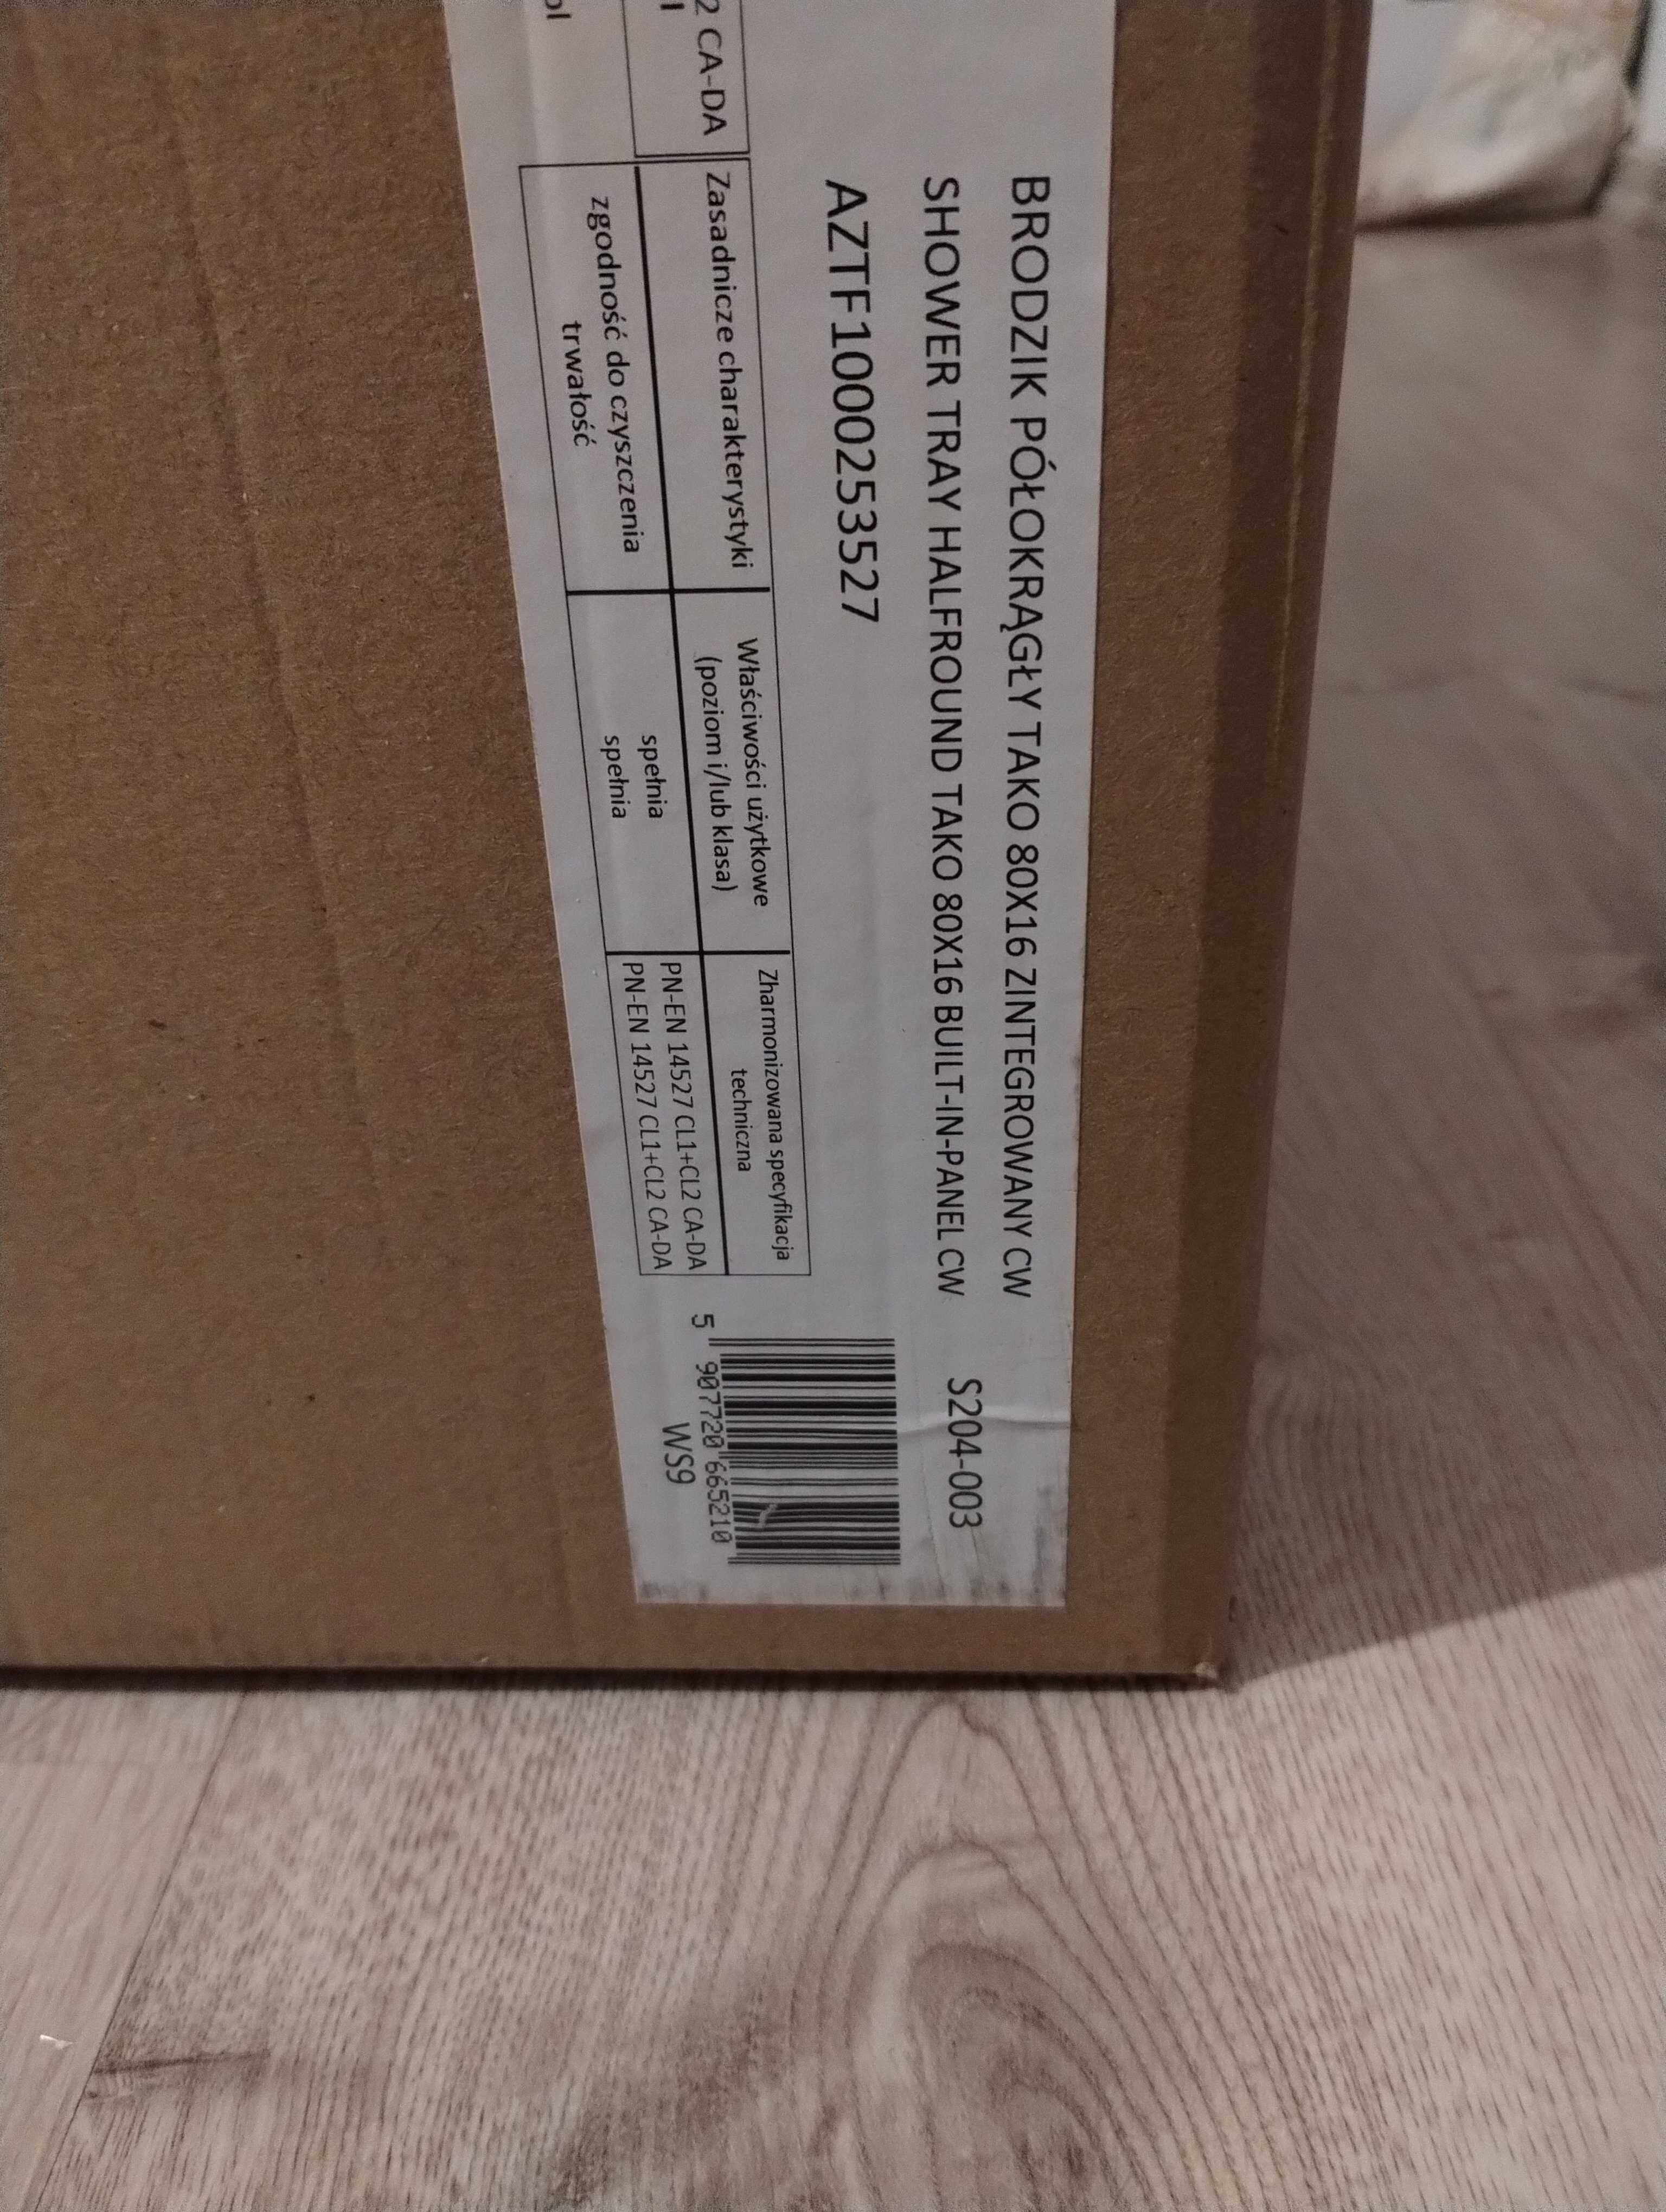 BRODZIK PÓŁOKRĄGŁY TAKO 80X16 ZINTEGROWANY CW
SHOWER TRAY HALFROUND TAKO 80X16 BUILT-IN-PANEL CW
S204-003
AZTF1000253527
2 CA-DA
Zasadnicze charakterystyki
Właściwości użytkowe
(poziom i/lub klasa)
Zharmonizowana specyfikacja
techniczna
zgodność do czyszczenia
spełnia
PN-EN 14527 CL1+CL2 CA-DA
trwałość
spełnia
PN-EN 14527 CL1+CL2 CA-DA
5 907720 665210
WS9